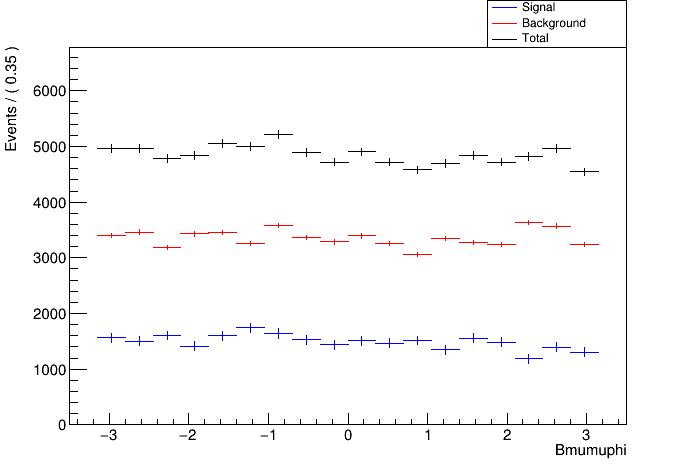 Signal
Background
Total
Events / ( 0.35 )
6000
5000
4000
3000
2000
1000
0
−3 −2 −1 0 1 2 3
Bmumuphi